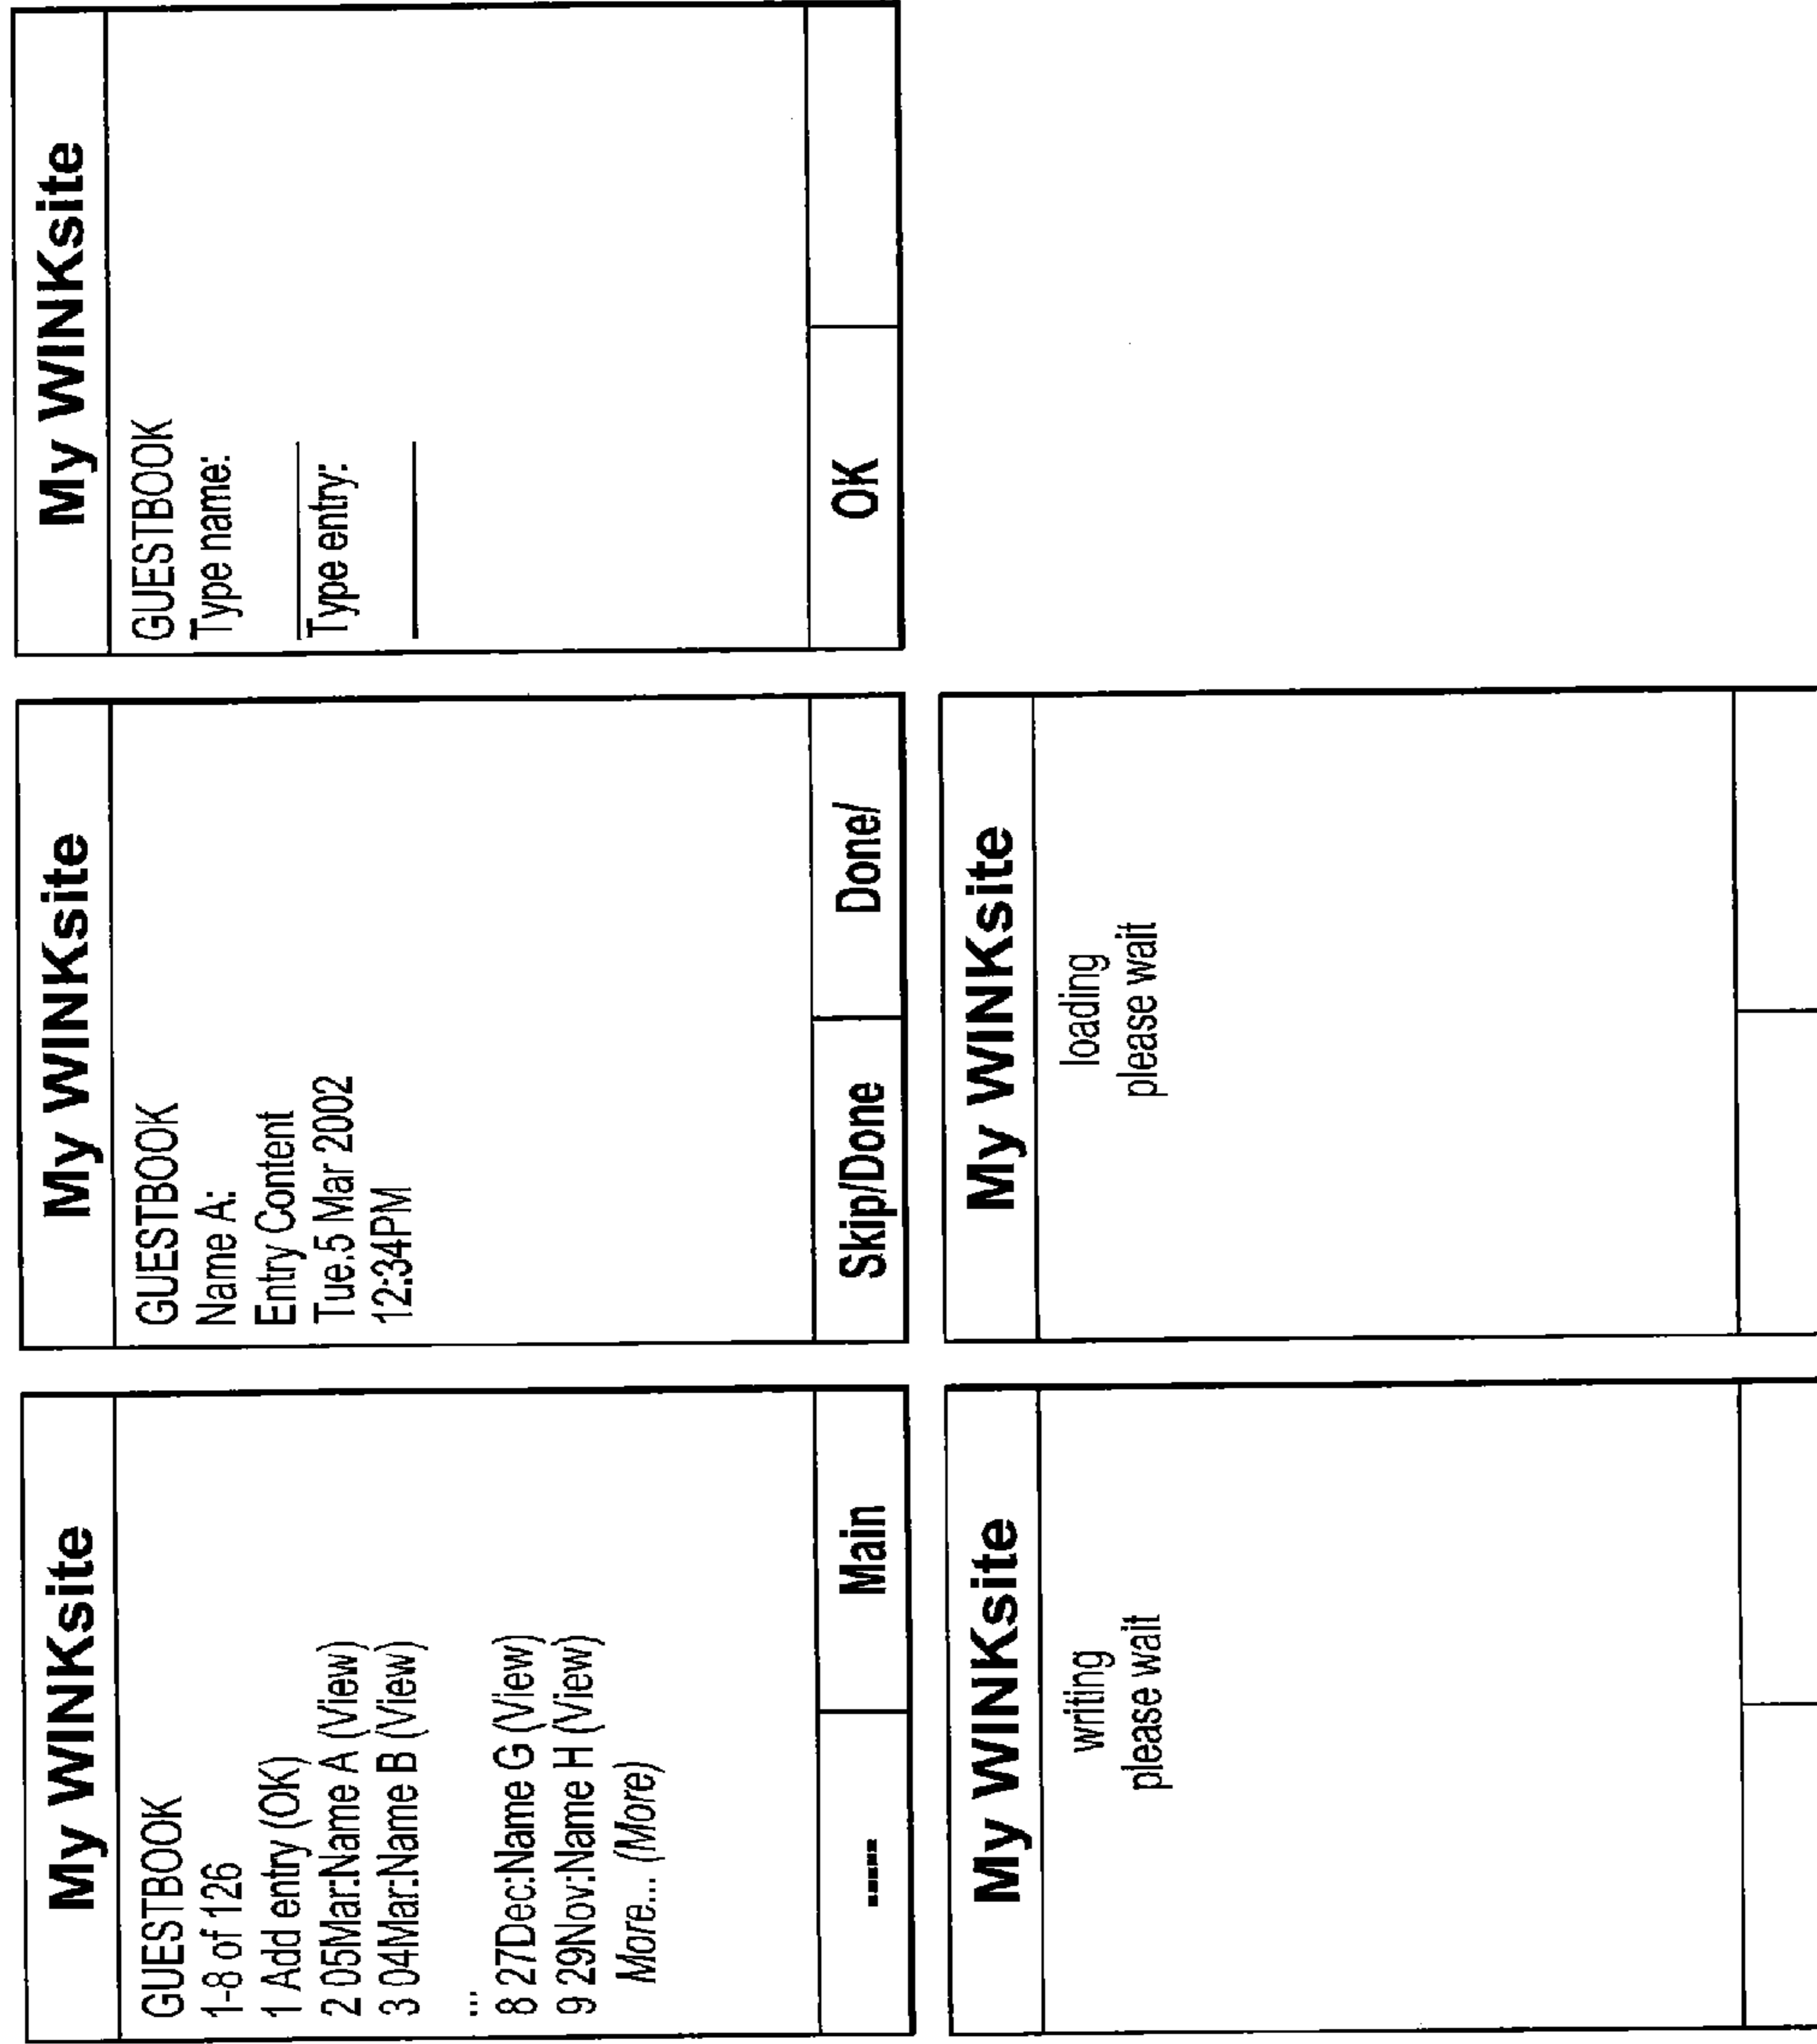 My WINKsite
GUESTBOOK
1-8 of 126
1 Add entry (OK)
2 05Mar:Name A (View)
3 04Mar:Name B (View)
...
8 27Dec:Name G (View)
9 29Nov:Name H (View)
More... (More)
----- Main
My WINKsite
GUESTBOOK
Name A:
Entry Content
Tue.5 Mar 2002
12:34PM
Skip/Done Done/
My WINKsite
GUESTBOOK
Type name:
Type entry:
OK
My WINKsite
writing
please wait
My WINKsite
loading
please wait